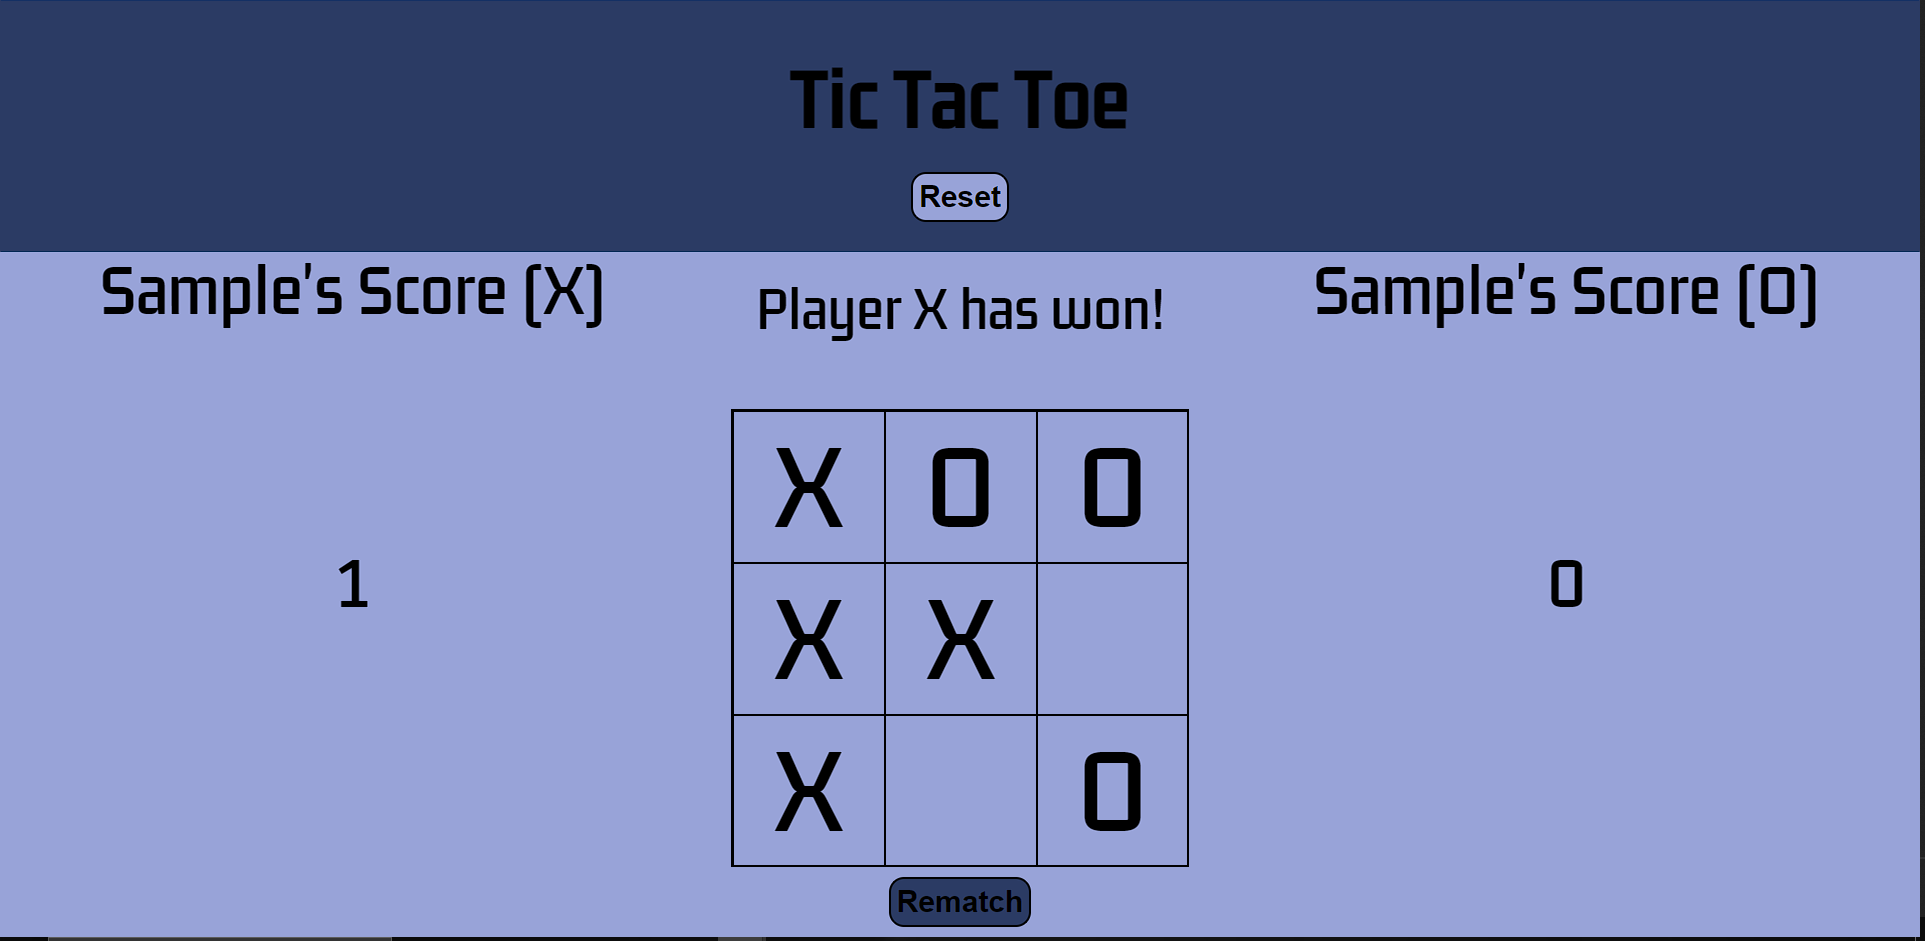 Tic Tac Toe
Reset
Sample's Score (X)
Player X has won!
Sample's Score (O)
1
0
X O O
X X
X O
Rematch